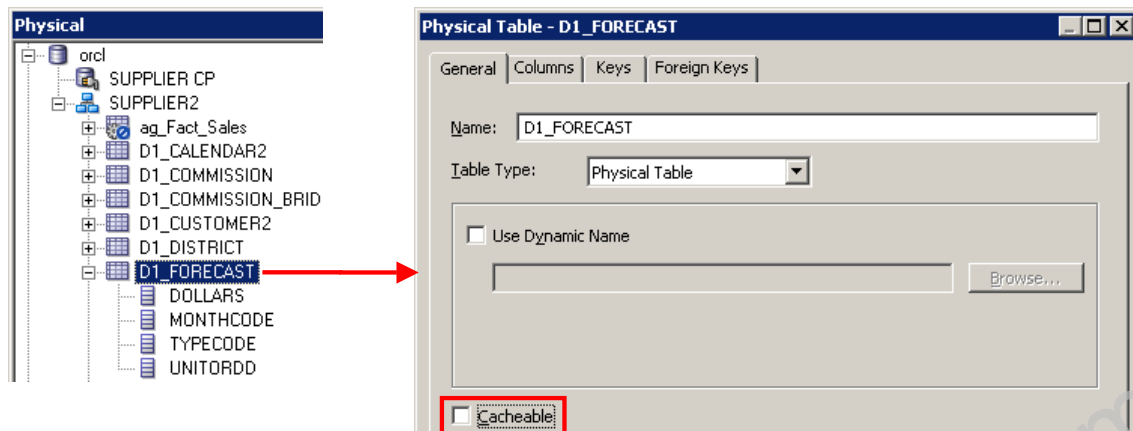 Physical
orcl
SUPPLIER CP
SUPPLIER2
ag_Fact_Sales
D1_CALENDAR2
D1_COMMISSION
D1_COMMISSION_BRID
D1_CUSTOMER2
D1_DISTRICT
D1_FORECAST
DOLLARS
MONTHCODE
TYPECODE
UNITORDD
Physical Table - D1_FORECAST
General Columns Keys Foreign Keys
Name: D1_FORECAST
Table Type: Physical Table
Use Dynamic Name
Browse...
Cacheable